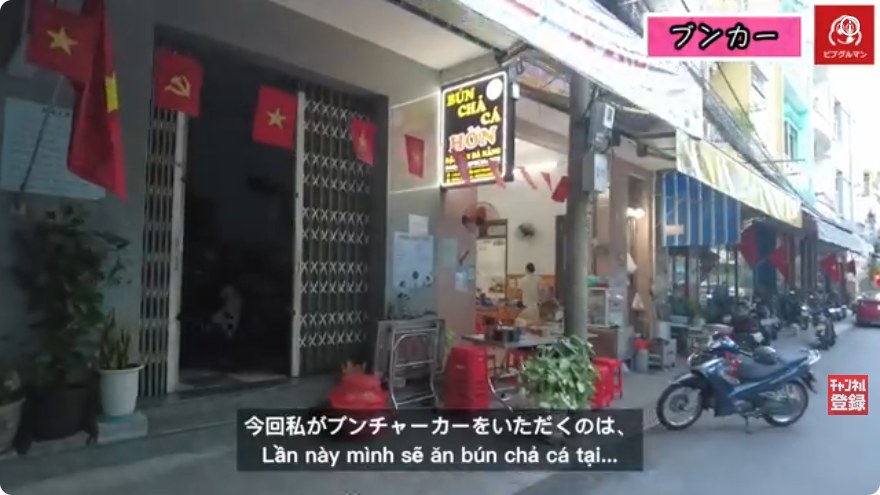 ブンカー
ビブグルマン
BÚN
CHẢ
CÁ
HỜN
チャンネル
登録
今回私がブンチャーカーをいただくのは、
Lần này mình sẽ ăn bún chả cá tại...